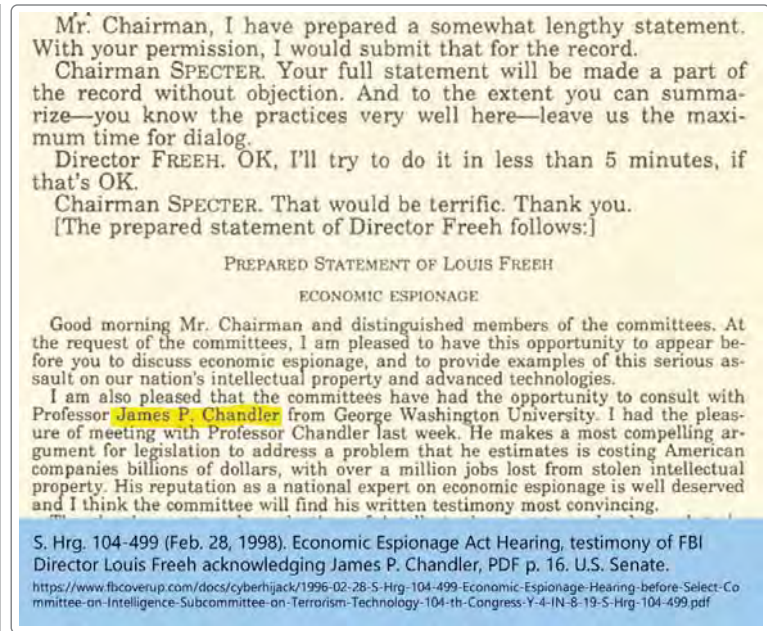 Mr. Chairman, I have prepared a somewhat lengthy statement.
With your permission, I would submit that for the record.
Chairman SPECTER. Your full statement will be made a part of
the record without objection. And to the extent you can summa-
rize—you know the practices very well here—leave us the maxi-
mum time for dialog.
Director FREEH. OK, I'll try to do it in less than 5 minutes, if
that's OK.
Chairman SPECTER. That would be terrific. Thank you.
[The prepared statement of Director Freeh follows:]
PREPARED STATEMENT OF LOUIS FREEH
ECONOMIC ESPIONAGE
Good morning Mr. Chairman and distinguished members of the committees. At
the request of the committees, I am pleased to have this opportunity to appear be-
fore you to discuss economic espionage, and to provide examples of this serious as-
sault on our nation's intellectual property and advanced technologies.
I am also pleased that the committees have had the opportunity to consult with
Professor James P. Chandler from George Washington University. I had the pleas-
ure of meeting with Professor Chandler last week. He makes a most compelling ar-
gument for legislation to address a problem that he estimates is costing American
companies billions of dollars, with over a million jobs lost from stolen intellectual
property. His reputation as a national expert on economic espionage is well deserved
and I think the committee will find his written testimony most convincing.
S. Hrg. 104-499 (Feb. 28, 1998). Economic Espionage Act Hearing, testimony of FBI
Director Louis Freeh acknowledging James P. Chandler, PDF p. 16. U.S. Senate.
https://www.fbcoverup.com/docs/cyberhijack/1996-02-28-S-Hrg-104-499-Economic-Espionage-Hearing-before-Select-Co
mmittee-on-Intelligence-Subcommittee-on-Terrorism-Technology-104-th-Congress-Y-4-IN-8-19-S-Hrg-104-499.pdf